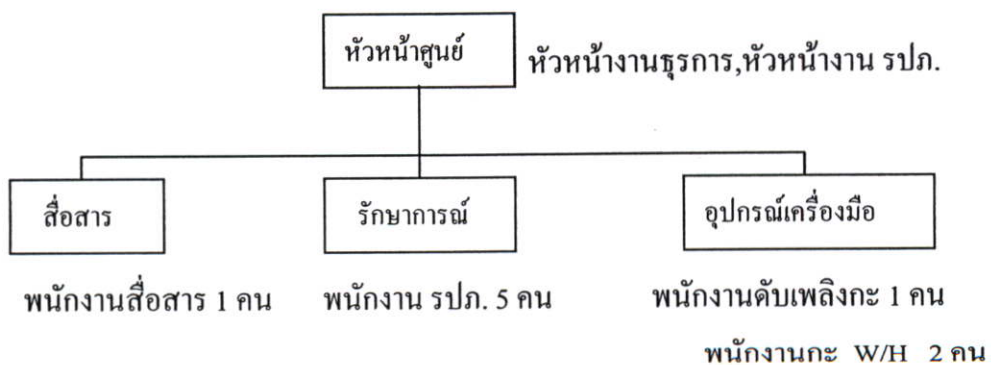 หัวหน้าศูนย์
หัวหน้างานธุรการ,หัวหน้างาน รปภ.
สื่อสาร
รักษาการณ์
อุปกรณ์เครื่องมือ
พนักงานสื่อสาร 1 คน
พนักงาน รปภ. 5 คน
พนักงานดับเพลิงกะ 1 คน
พนักงานกะ W/H 2 คน